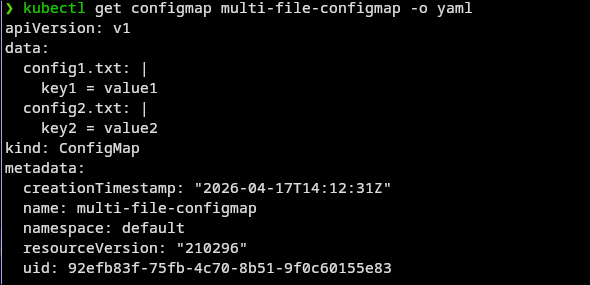 ❯ kubectl get configmap multi-file-configmap -o yaml
apiVersion: v1
data:
  config1.txt: |
    key1 = value1
  config2.txt: |
    key2 = value2
kind: ConfigMap
metadata:
  creationTimestamp: "2026-04-17T14:12:31Z"
  name: multi-file-configmap
  namespace: default
  resourceVersion: "210296"
  uid: 92efb83f-75fb-4c70-8b51-9f0c60155e83